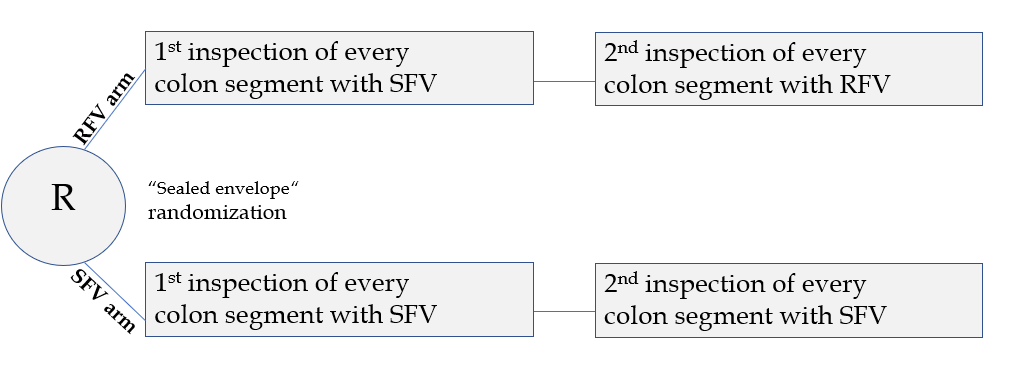 1st inspection of every
colon segment with SFV
2nd inspection of every
colon segment with RFV
RFV arm
R
“Sealed envelope“
randomization
SFV arm
1st inspection of every
colon segment with SFV
2nd inspection of every
colon segment with SFV